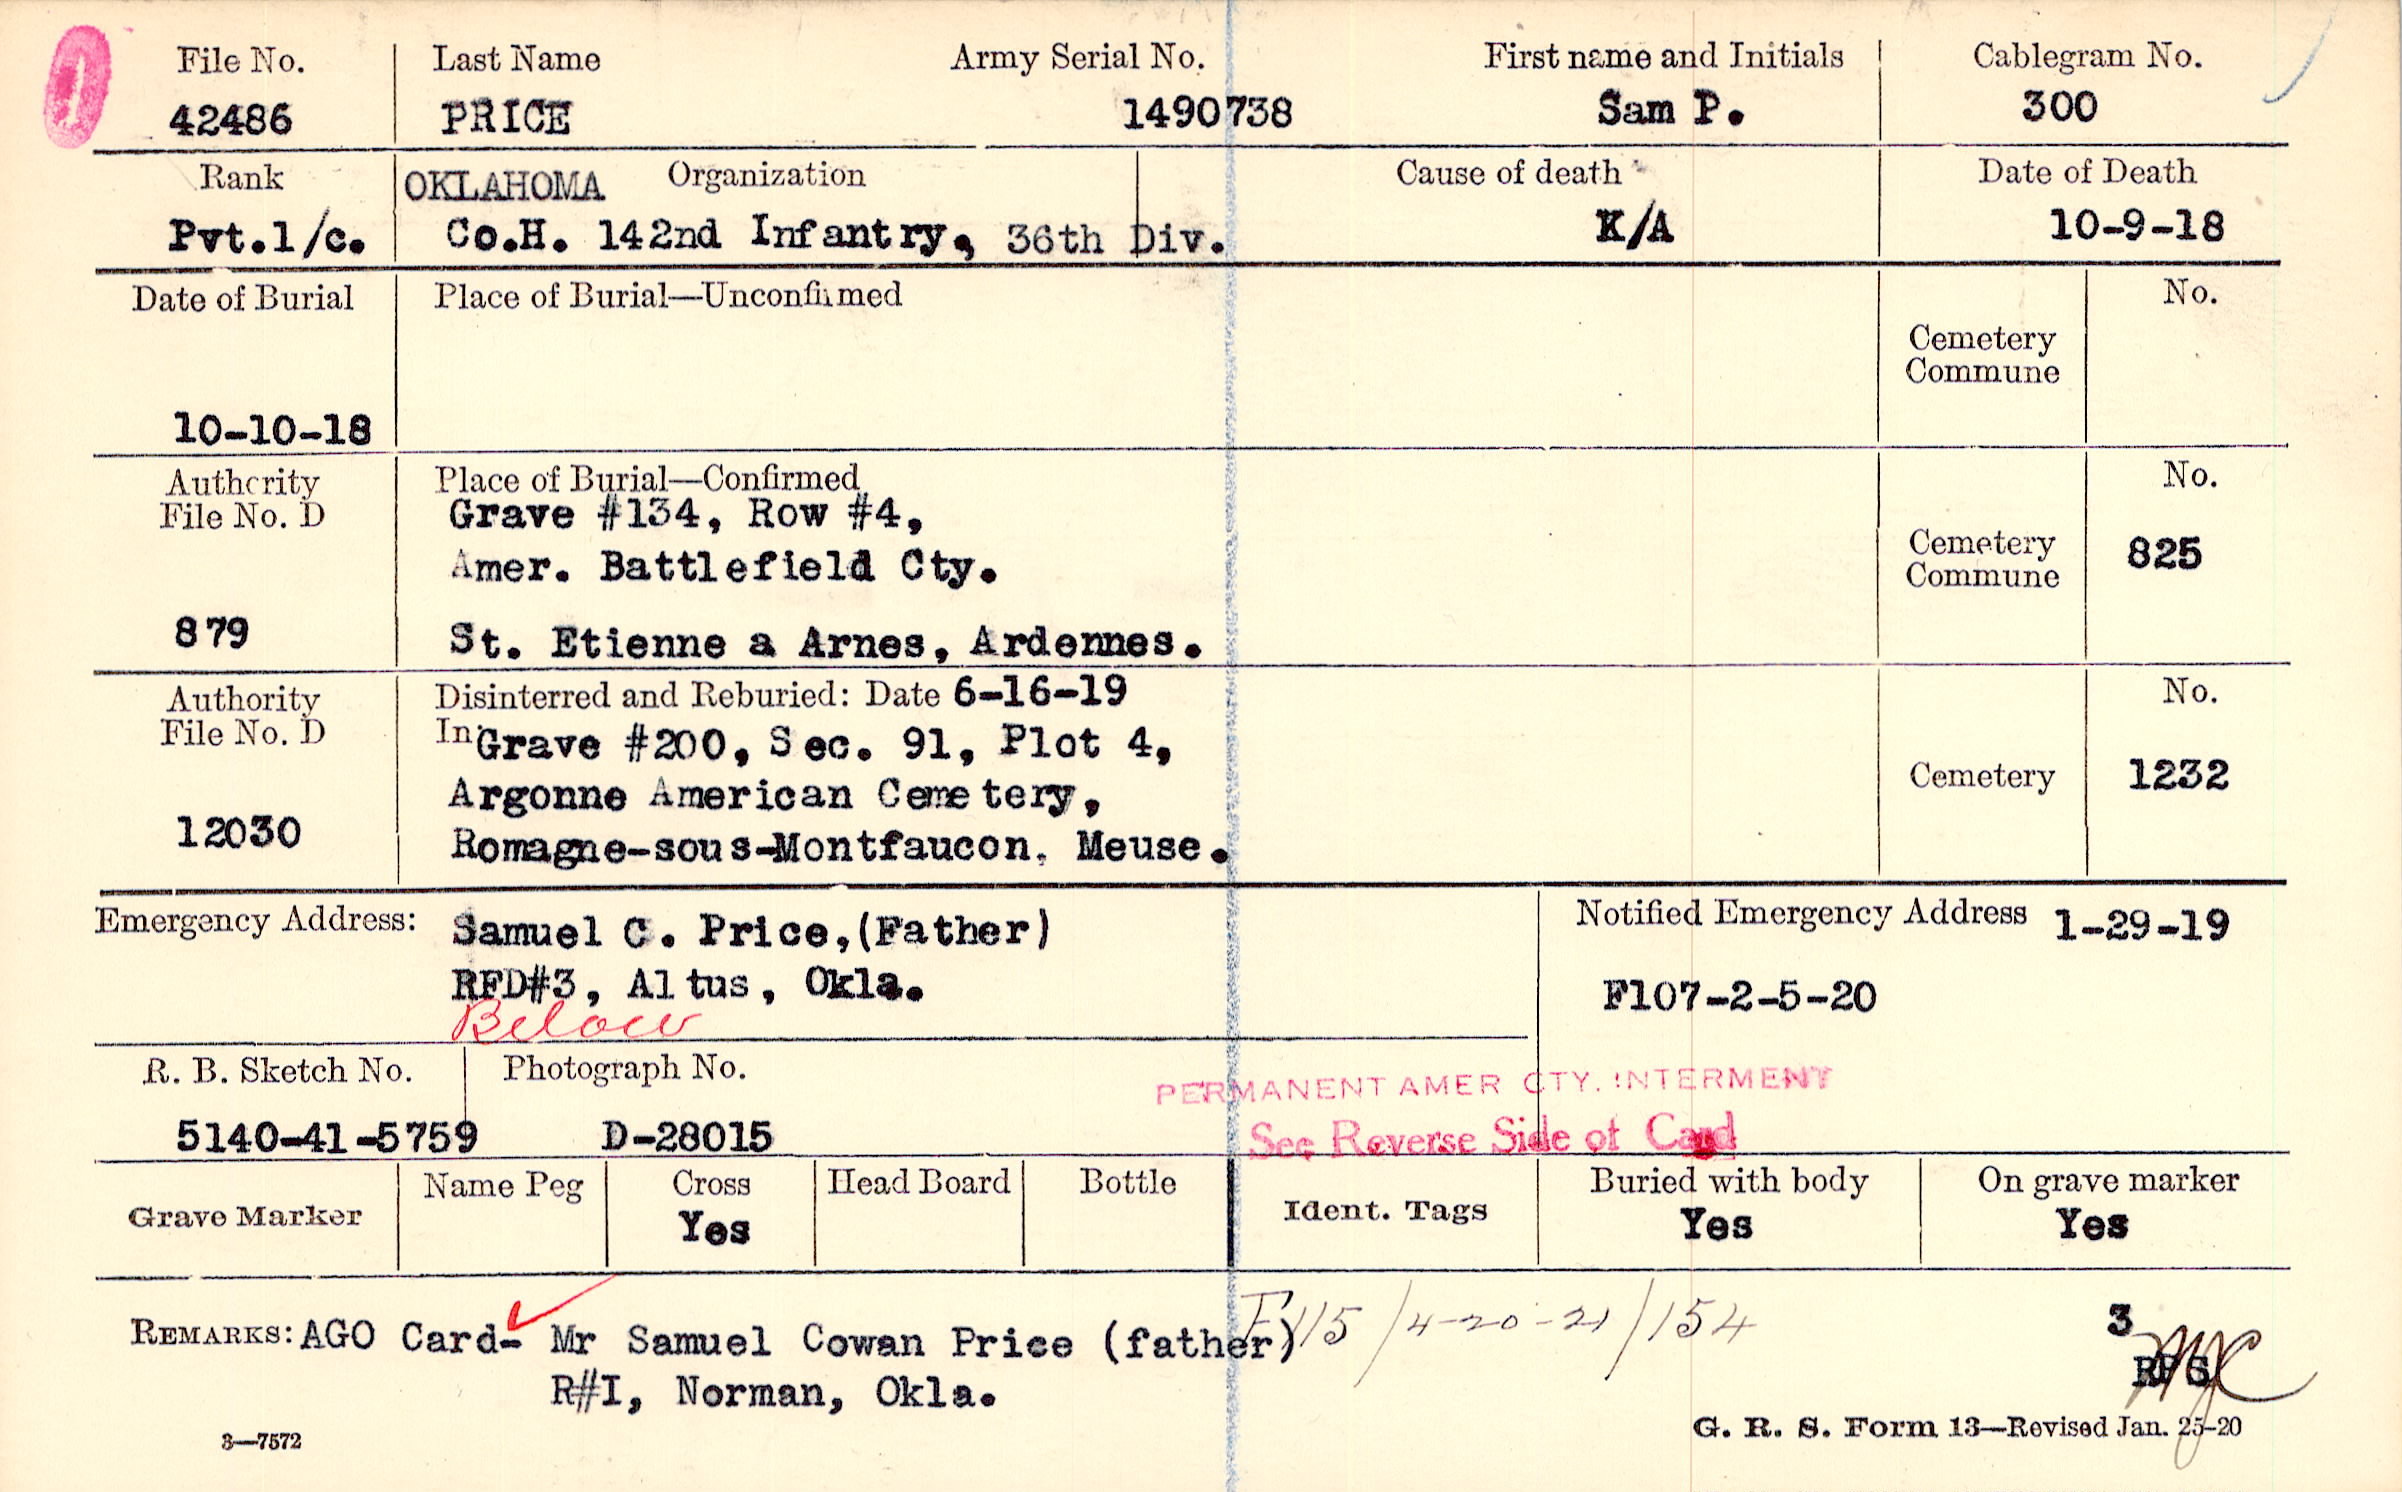 File No. Last Name Army Serial No. First name and Initials Cablegram No.
42486 PRICE 1490738 Sam P. 300
Rank OKLAHOMA Organization Cause of death Date of Death
Pvt.1/c. Co.H. 142nd Infantry, 36th Div. K/A 10-9-18
Date of Burial Place of Burial—Unconfirmed No.
Cemetery
Commune
10-10-18
Authority Place of Burial—Confirmed No.
File No. D Grave #134, Row #4,
Amer. Battlefield Cty. Cemetery 825
Commune
879 St. Etienne a Arnes, Ardennes.
Authority Disinterred and Reburied: Date 6-16-19 No.
File No. D In Grave #200, Sec. 91, Plot 4,
Argonne American Cemetery, Cemetery 1232
12030 Romagne-sous-Montfaucon, Meuse.
Emergency Address: Samuel C. Price,(Father) Notified Emergency Address 1-29-19
RFD#3, Altus, Okla. F107-2-5-20
Below
R. B. Sketch No. Photograph No. PERMANENT AMER CTY. INTERMENT
5140-41-5759 D-28015 See Reverse Side of Card
Grave Marker Name Peg Cross Head Board Bottle Ident. Tags Buried with body On grave marker
Yes Yes Yes
REMARKS: AGO Card- Mr Samuel Cowan Price (father) F115/4-20-21/154 3
R#I, Norman, Okla.
3—7572 G. R. S. Form 13—Revised Jan. 25-20